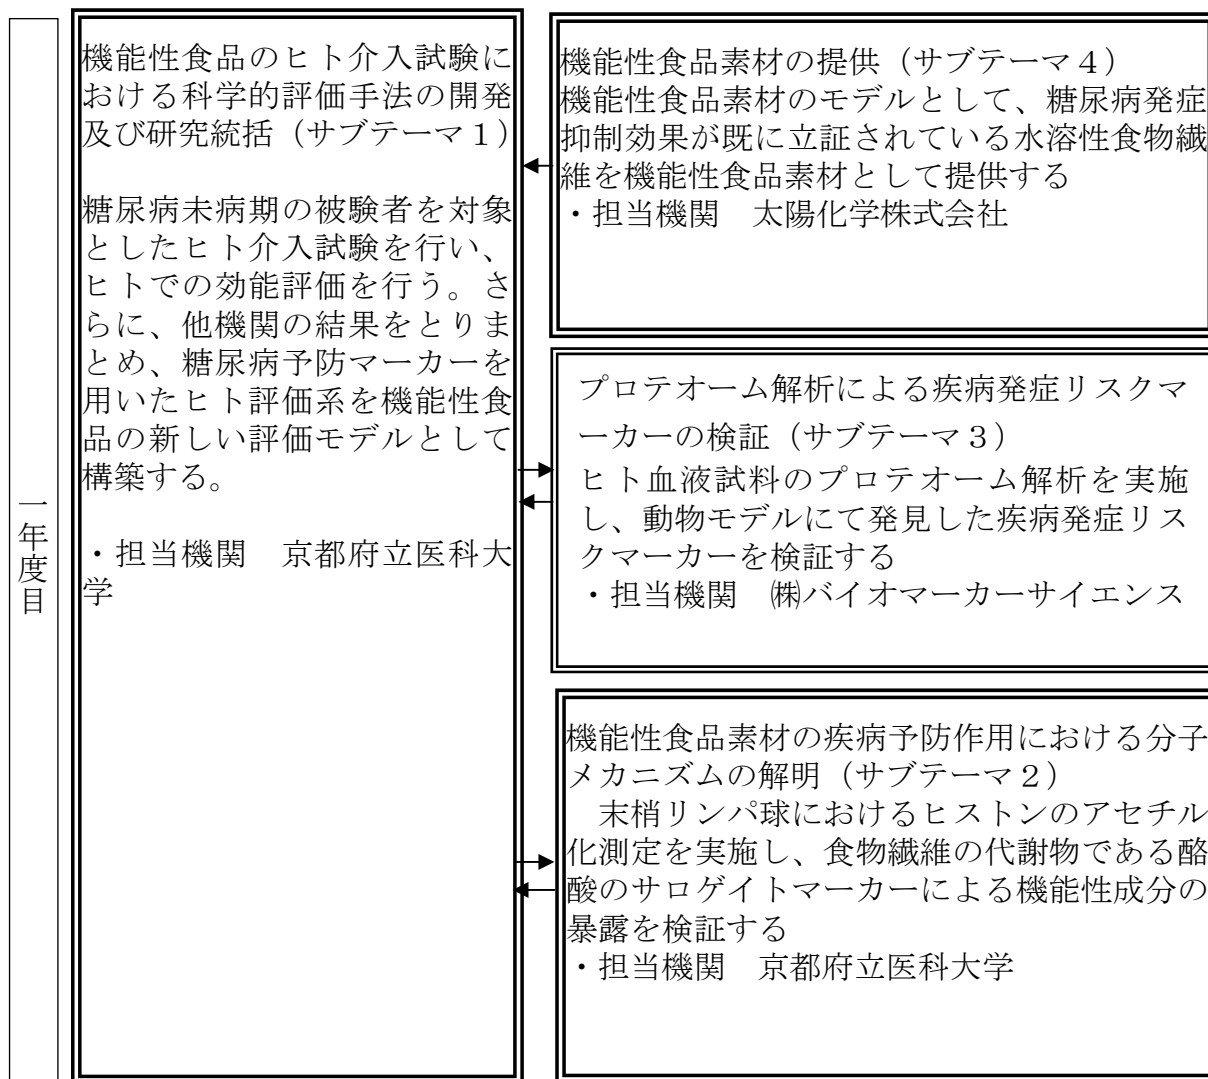 一年度目
機能性食品のヒト介入試験に
おける科学的評価手法の開発
及び研究統括（サブテーマ１）
糖尿病未病期の被験者を対象
としたヒト介入試験を行い、
ヒトでの効能評価を行う。さ
らに、他機関の結果をとりま
とめ、糖尿病予防マーカーを
用いたヒト評価系を機能性食
品の新しい評価モデルとして
構築する。
・担当機関　京都府立医科大
学
機能性食品素材の提供（サブテーマ４）
機能性食品素材のモデルとして、糖尿病発症
抑制効果が既に立証されている水溶性食物繊
維を機能性食品素材として提供する
・担当機関　太陽化学株式会社
プロテオーム解析による疾病発症リスクマ
ーカーの検証（サブテーマ３）
ヒト血液試料のプロテオーム解析を実施
し、動物モデルにて発見した疾病発症リス
クマーカーを検証する
・担当機関　㈱バイオマーカーサイエンス
機能性食品素材の疾病予防作用における分子
メカニズムの解明（サブテーマ２）
　末梢リンパ球におけるヒストンのアセチル
化測定を実施し、食物繊維の代謝物である酪
酸のサロゲイトマーカーによる機能性成分の
暴露を検証する
・担当機関　京都府立医科大学